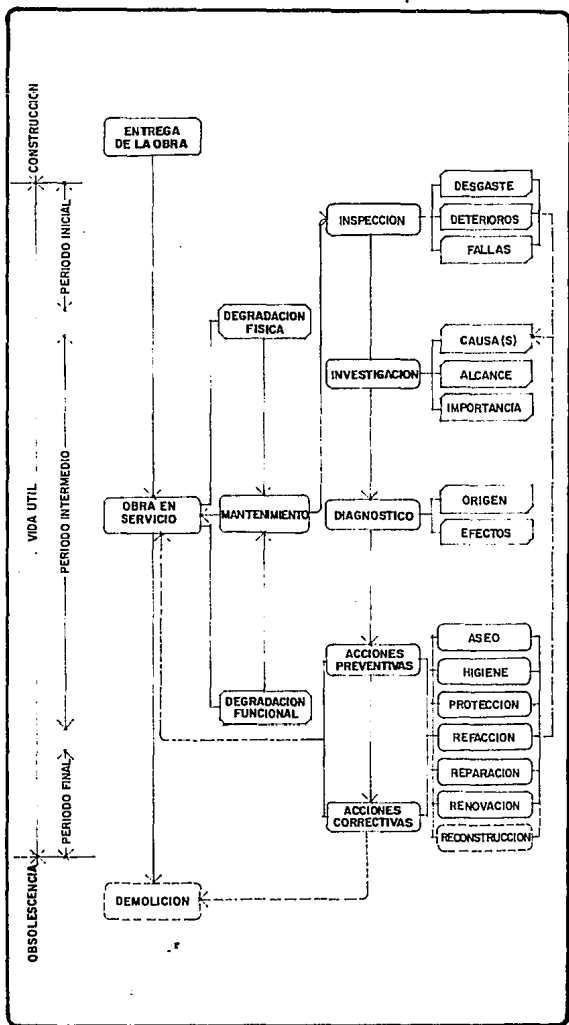 CONSTRUCCION
VIDA UTIL
OBSOLESCENCIA
PERIODO INICIAL
PERIODO INTERMEDIO
PERIODO FINAL
ENTREGA
DE LA OBRA
OBRA EN
SERVICIO
DEMOLICION
DEGRADACION
FISICA
MANTENIMIENTO
DEGRADACION
FUNCIONAL
INSPECCION
INVESTIGACION
DIAGNOSTICO
ACCIONES
PREVENTIVAS
ACCIONES
CORRECTIVAS
DESGASTE
DETERIOROS
FALLAS
CAUSA(S)
ALCANCE
IMPORTANCIA
ORIGEN
EFECTOS
ASEO
HIGIENE
PROTECCION
REFACCION
REPARACION
RENOVACION
RECONSTRUCCION